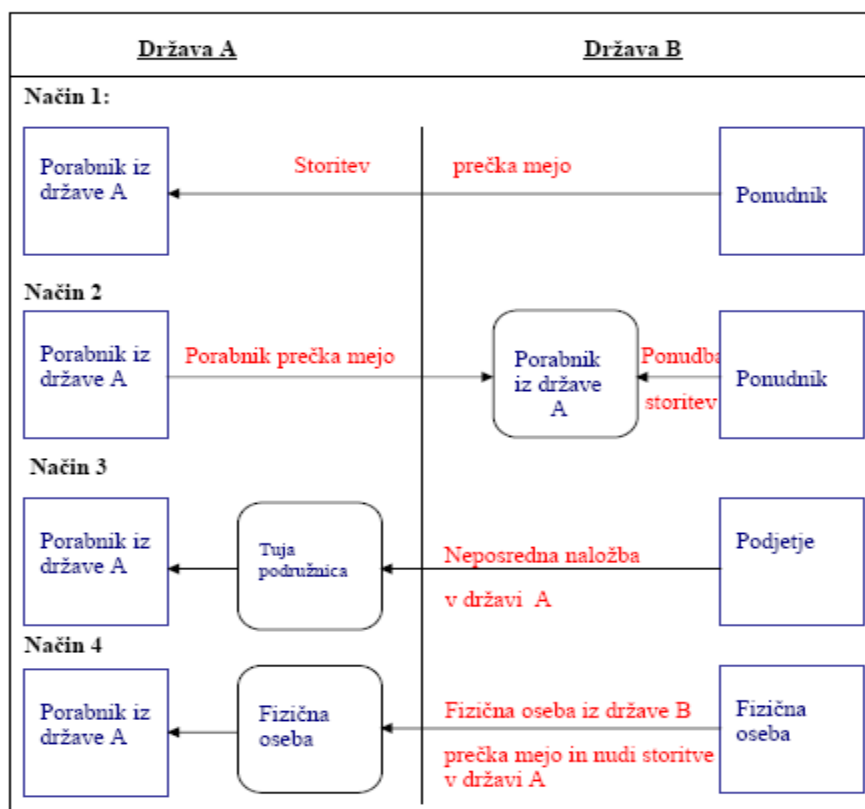 Država A
Država B
Način 1:
Porabnik iz
države A
Storitev
prečka mejo
Ponudnik
Način 2
Porabnik iz
države A
Porabnik prečka mejo
Porabnik
iz države
A
Ponudba
storitev
Ponudnik
Način 3
Porabnik iz
države A
Tuja
podružnica
Neposredna naložba
v državi A
Podjetje
Način 4
Porabnik iz
države A
Fizična
oseba
Fizična oseba iz države B
prečka mejo in nudi storitve
v državi A
Fizična
oseba